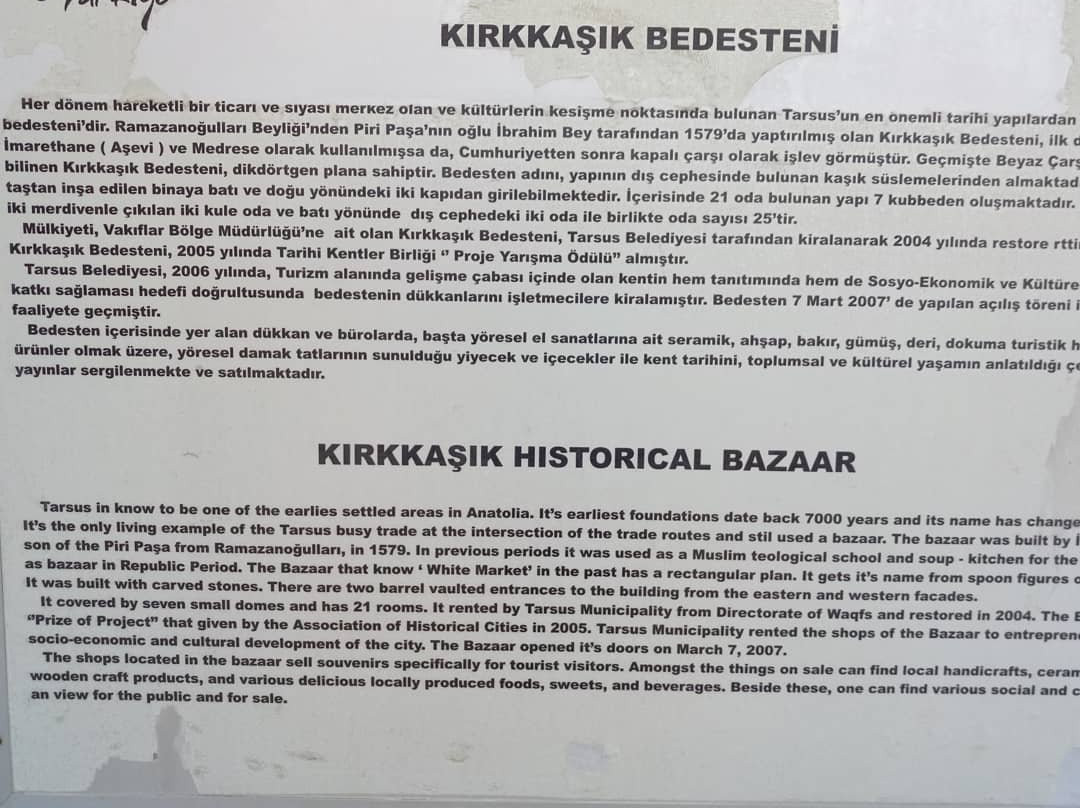 KIRKKAŞIK BEDESTENİ
Her dönem hareketli bir ticarı ve sıyası merkez olan ve kültürlerin kesişme noktasında bulunan Tarsus'un en önemli tarihi yapılardan
bedesteni'dir. Ramazanoğulları Beyliği'nden Piri Paşa'nın oğlu İbrahim Bey tarafından 1579'da yaptırılmış olan Kırkkaşık Bedesteni, ilk
İmarethane ( Aşevi ) ve Medrese olarak kullanılmışsa da, Cumhuriyetten sonra kapalı çarşı olarak işlev görmüştür. Geçmişte Beyaz Çarş
bilinen Kırkkaşık Bedesteni, dikdörtgen plana sahiptir. Bedesten adını, yapının dış cephesinde bulunan kaşık süslemelerinden almaktad
taştan inşa edilen binaya batı ve doğu yönündeki iki kapıdan girilebilmektedir. İçerisinde 21 oda bulunan yapı 7 kubbeden oluşmaktadır.
iki merdivenle çıkılan iki kule oda ve batı yönünde dış cephedeki iki oda ile birlikte oda sayısı 25'tir.
Mülkiyeti, Vakıflar Bölge Müdürlüğü'ne ait olan Kırkkaşık Bedesteni, Tarsus Belediyesi tarafından kiralanarak 2004 yılında restore rtti
Kırkkaşık Bedesteni, 2005 yılında Tarihi Kentler Birliği " Proje Yarışma Ödülü" almıştır.
Tarsus Belediyesi, 2006 yılında, Turizm alanında gelişme çabası içinde olan kentin hem tanıtımında hem de Sosyo-Ekonomik ve Kültüre
katkı sağlaması hedefi doğrultusunda bedestenin dükkanlarını işletmecilere kiralamıştır. Bedesten 7 Mart 2007' de yapılan açılış töreni i
faaliyete geçmiştir.
Bedesten içerisinde yer alan dükkan ve bürolarda, başta yöresel el sanatlarına ait seramik, ahşap, bakır, gümüş, deri, dokuma turistik h
ürünler olmak üzere, yöresel damak tatlarının sunulduğu yiyecek ve içecekler ile kent tarihini, toplumsal ve kültürel yaşamın anlatıldığı çe
yayınlar sergilenmekte ve satılmaktadır.
KIRKKAŞIK HISTORICAL BAZAAR
Tarsus in know to be one of the earlies settled areas in Anatolia. It's earliest foundations date back 7000 years and its name has change
It's the only living example of the Tarsus busy trade at the intersection of the trade routes and stil used a bazaar. The bazaar was built by İ
son of the Piri Paşa from Ramazanoğulları, in 1579. In previous periods it was used as a Muslim teological school and soup - kitchen for the
as bazaar in Republic Period. The Bazaar that know ' White Market' in the past has a rectangular plan. It gets it's name from spoon figures o
It was built with carved stones. There are two barrel vaulted entrances to the building from the eastern and western facades.
It covered by seven small domes and has 21 rooms. It rented by Tarsus Municipality from Directorate of Waqfs and restored in 2004. The B
"Prize of Project" that given by the Association of Historical Cities in 2005. Tarsus Municipality rented the shops of the Bazaar to entrepren
socio-economic and cultural development of the city. The Bazaar opened it's doors on March 7, 2007.
The shops located in the bazaar sell souvenirs specifically for tourist visitors. Amongst the things on sale can find local handicrafts, ceram
wooden craft products, and various delicious locally produced foods, sweets, and beverages. Beside these, one can find various social and c
an view for the public and for sale.